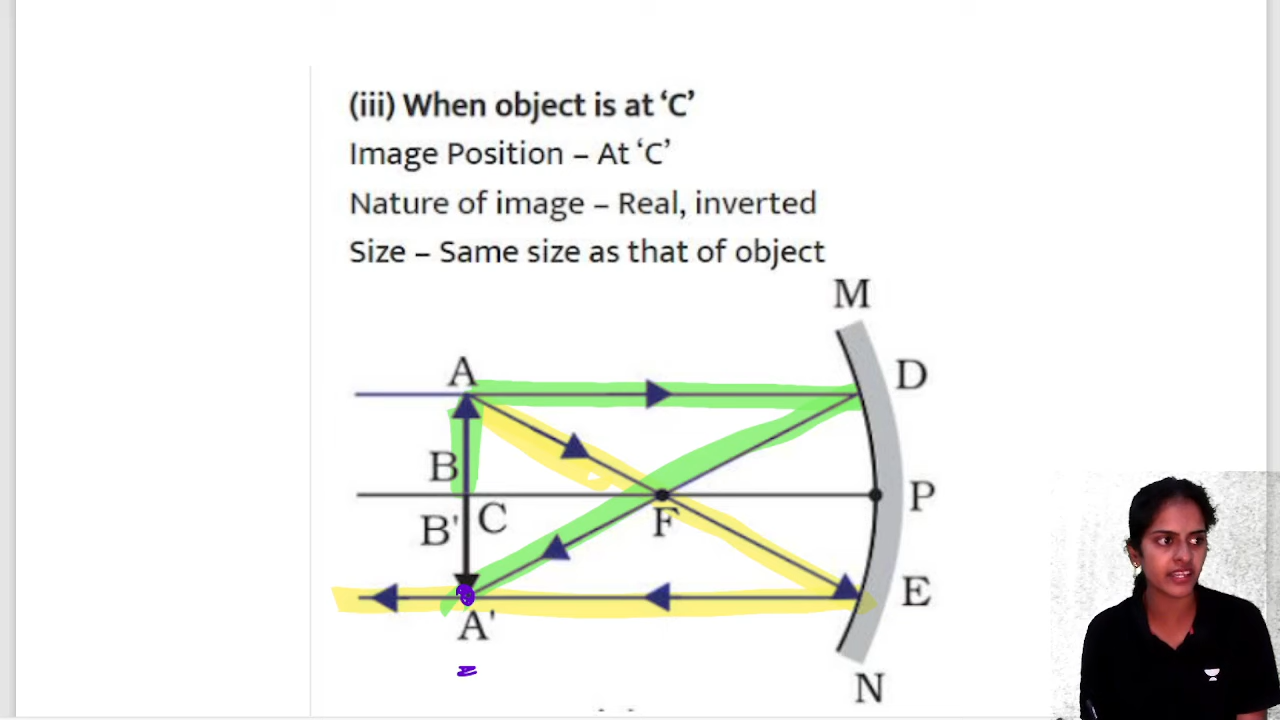 (iii) When object is at ‘C’
Image Position – At ‘C’
Nature of image – Real, inverted
Size – Same size as that of object
M
A
D
B
P
B' C
F
E
A'
N